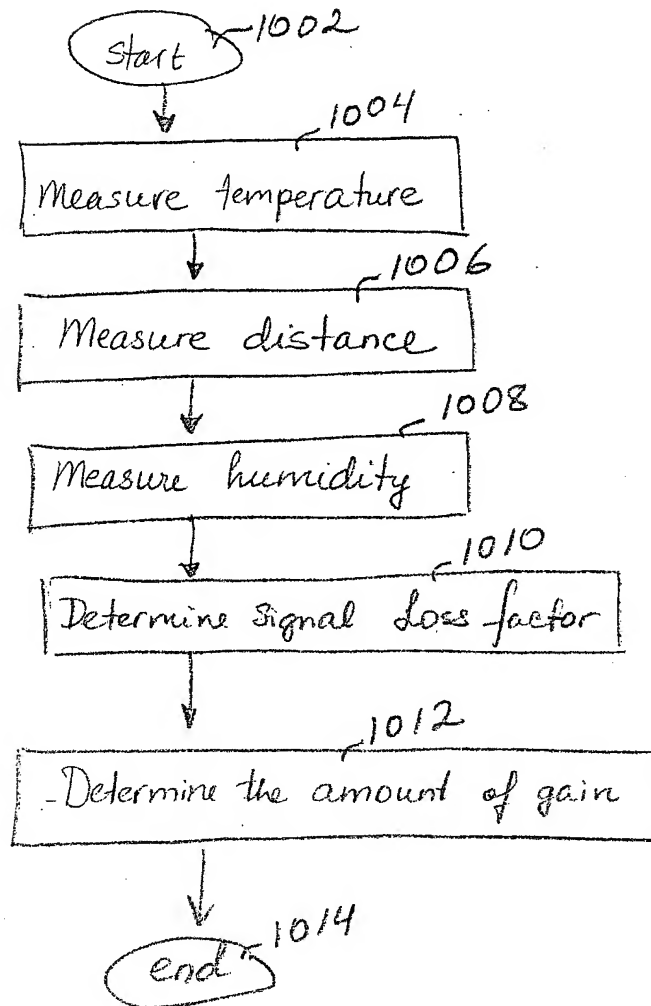 1002
start
1004
Measure temperature
1006
Measure distance
1008
Measure humidity
1010
Determine signal loss factor
1012
Determine the amount of gain
1014
end